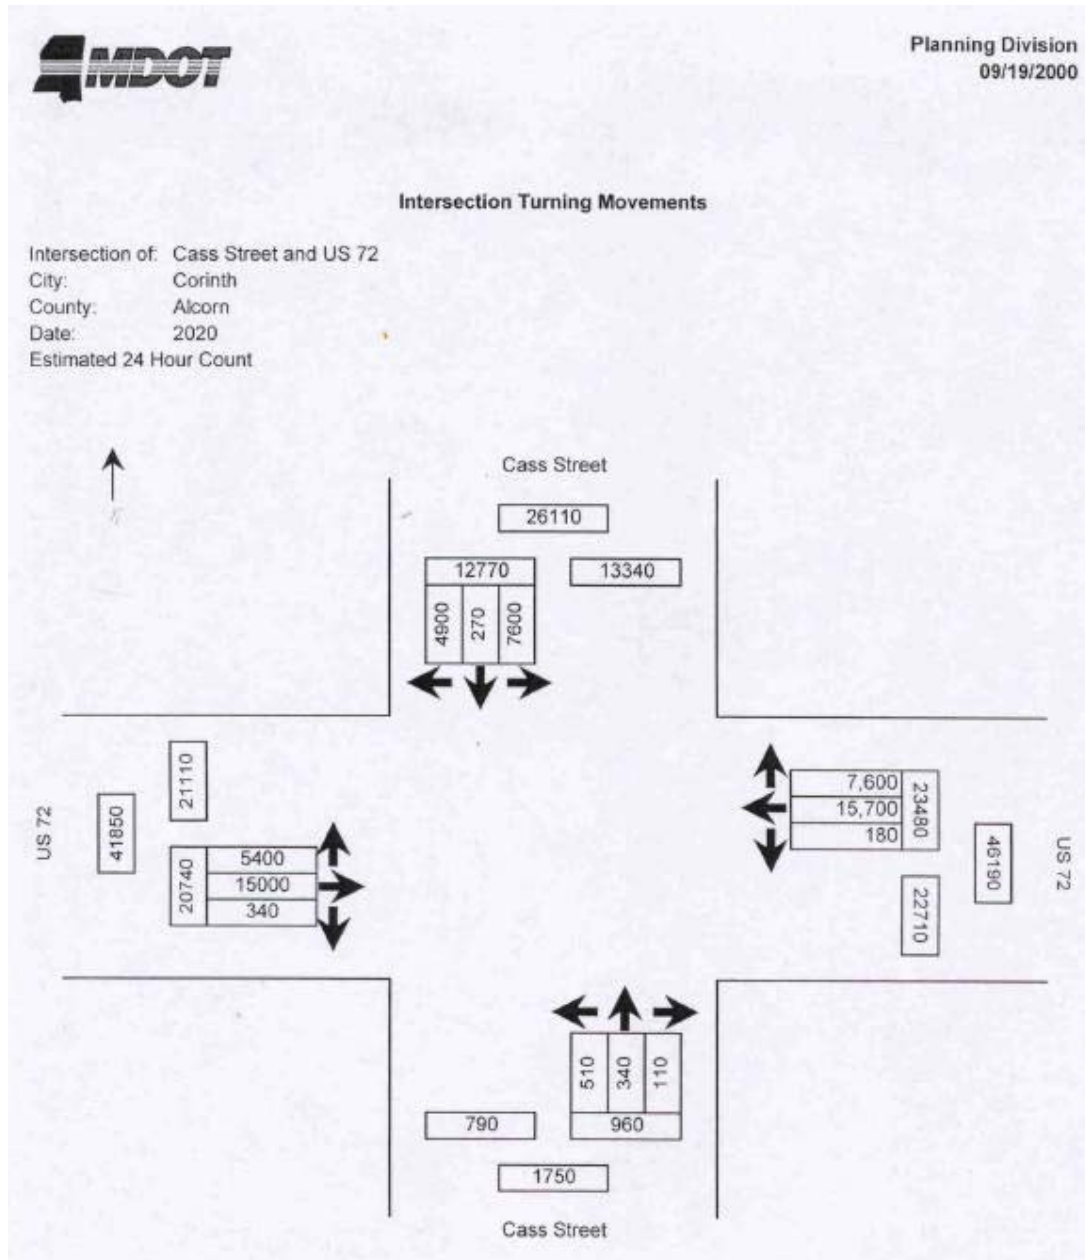 MDOT
Planning Division
09/19/2000
Intersection Turning Movements
Intersection of: Cass Street and US 72
City: Corinth
County: Alcorn
Date: 2020
Estimated 24 Hour Count
Cass Street
26110
12770
13340
4900 270 7600
US 72
41850
21110
20740
5400
15000
340
7,600
15,700
180
23480
22710
46190
US 72
510 340 110
790
960
1750
Cass Street